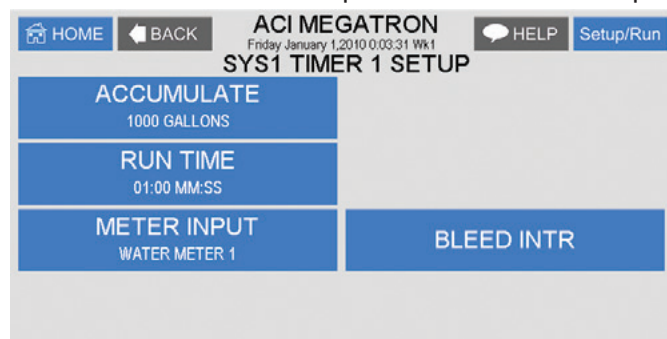 HOME
BACK
ACI MEGATRON
HELP
Setup/Run
Friday January 1,2010 0:03:31 Wk1
SYS1 TIMER 1 SETUP
ACCUMULATE
1000 GALLONS
RUN TIME
01:00 MM:SS
METER INPUT
WATER METER 1
BLEED INTR